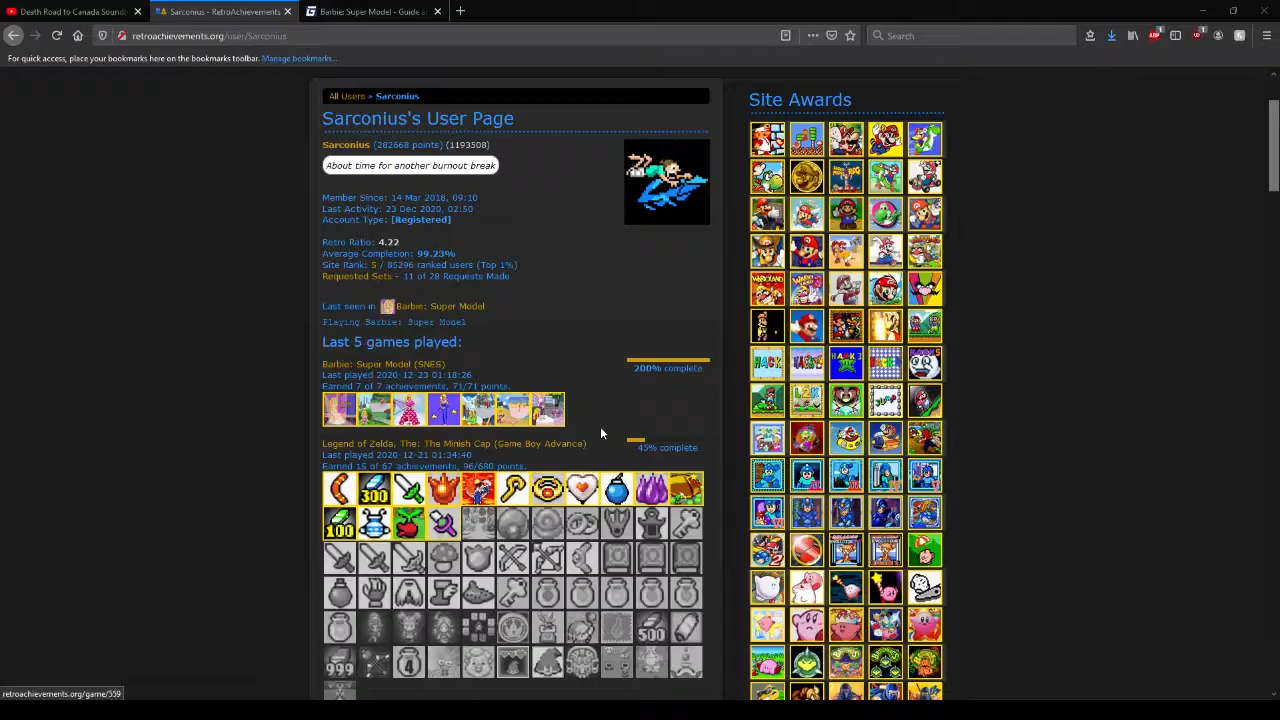 Death Road to Canada Sound
Sarconius - RetroAchievements
Barbie: Super Model - Guide a
retroachievements.org/user/Sarconius
Search
For quick access, place your bookmarks here on the bookmarks toolbar. Manage bookmarks...
All Users » Sarconius
Sarconius's User Page
Sarconius (282668 points) (1193508)
About time for another burnout break
Member Since: 14 Mar 2018, 09:10
Last Activity: 23 Dec 2020, 02:50
Account Type: [Registered]
Retro Ratio: 4.22
Average Completion: 99.23%
Site Rank: 5 / 85296 ranked users (Top 1%)
Requested Sets - 11 of 28 Requests Made
Last seen in Barbie: Super Model
Playing Barbie: Super Model
Last 5 games played:
Barbie: Super Model (SNES)
Last played 2020-12-23 01:18:26
Earned 7 of 7 achievements, 71/71 points.
200% complete
Legend of Zelda, The: The Minish Cap (Game Boy Advance)
Last played 2020-12-21 01:34:40
Earned 15 of 67 achievements, 96/680 points.
45% complete
300
100
500
999
Site Awards
HACK
HACK 3
retroachievements.org/game/559